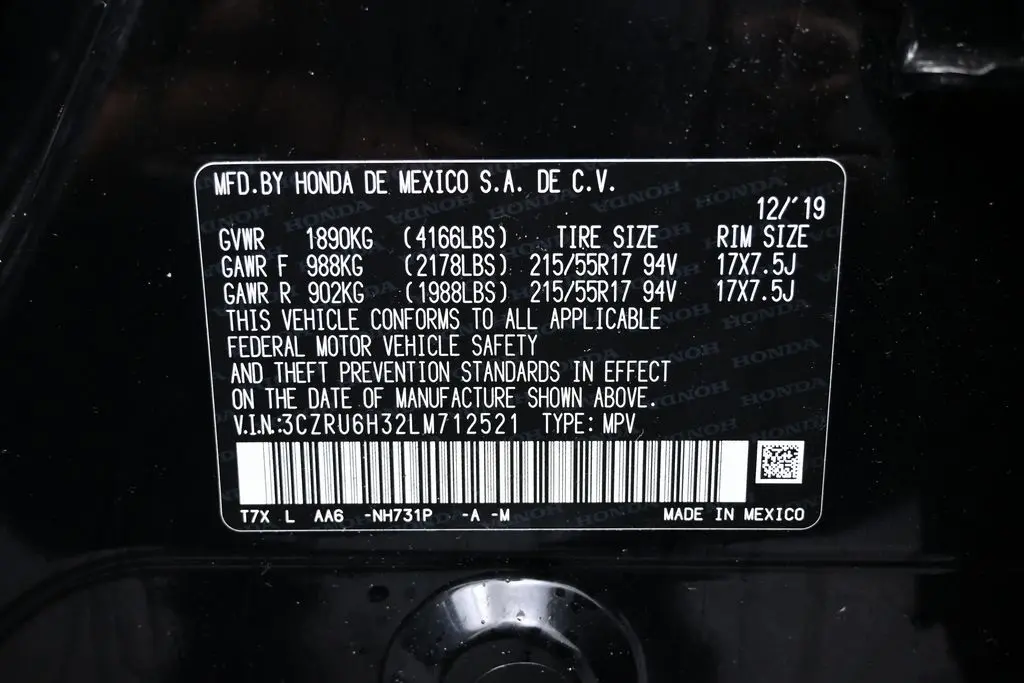 MFD.BY HONDA DE MEXICO S.A. DE C.V.
12/'19
GVWR 1890KG (4166LBS) TIRE SIZE RIM SIZE
GAWR F 988KG (2178LBS) 215/55R17 94V 17X7.5J
GAWR R 902KG (1988LBS) 215/55R17 94V 17X7.5J
THIS VEHICLE CONFORMS TO ALL APPLICABLE
FEDERAL MOTOR VEHICLE SAFETY
AND THEFT PREVENTION STANDARDS IN EFFECT
ON THE DATE OF MANUFACTURE SHOWN ABOVE.
V.I.N.:3CZRU6H32LM712521 TYPE: MPV
T7X L AA6 -NH731P -A -M MADE IN MEXICO